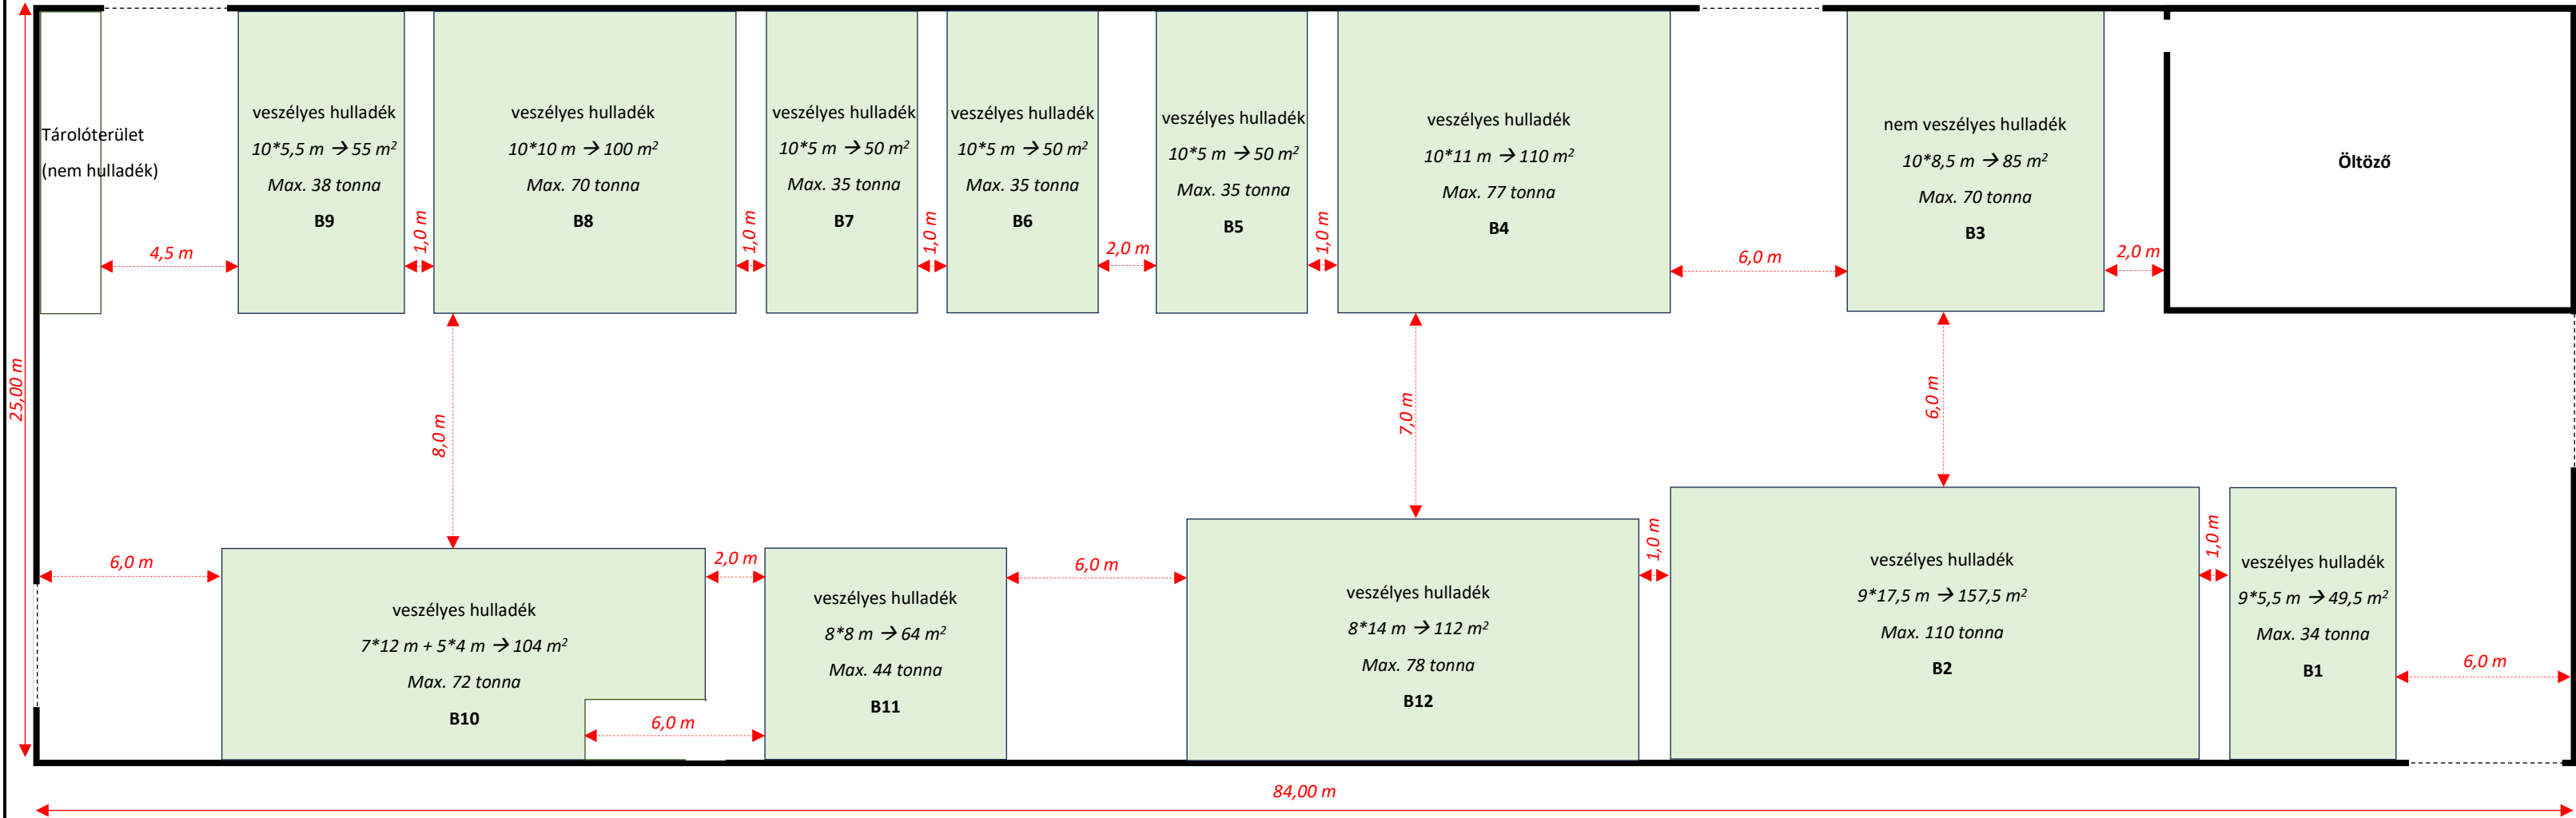 Tárolóterület
(nem hulladék)
4,5 m
veszélyes hulladék
10*5,5 m → 55 m²
Max. 38 tonna
B9
1,0 m
veszélyes hulladék
10*10 m → 100 m²
Max. 70 tonna
B8
1,0 m
veszélyes hulladék
10*5 m → 50 m²
Max. 35 tonna
B7
1,0 m
veszélyes hulladék
10*5 m → 50 m²
Max. 35 tonna
B6
2,0 m
veszélyes hulladék
10*5 m → 50 m²
Max. 35 tonna
B5
1,0 m
veszélyes hulladék
10*11 m → 110 m²
Max. 77 tonna
B4
6,0 m
nem veszélyes hulladék
10*8,5 m → 85 m²
Max. 70 tonna
B3
2,0 m
Öltöző
25,00 m
8,0 m
7,0 m
6,0 m
6,0 m
veszélyes hulladék
7*12 m + 5*4 m → 104 m²
Max. 72 tonna
B10
2,0 m
6,0 m
veszélyes hulladék
8*8 m → 64 m²
Max. 44 tonna
B11
6,0 m
veszélyes hulladék
8*14 m → 112 m²
Max. 78 tonna
B12
1,0 m
veszélyes hulladék
9*17,5 m → 157,5 m²
Max. 110 tonna
B2
1,0 m
veszélyes hulladék
9*5,5 m → 49,5 m²
Max. 34 tonna
B1
6,0 m
84,00 m